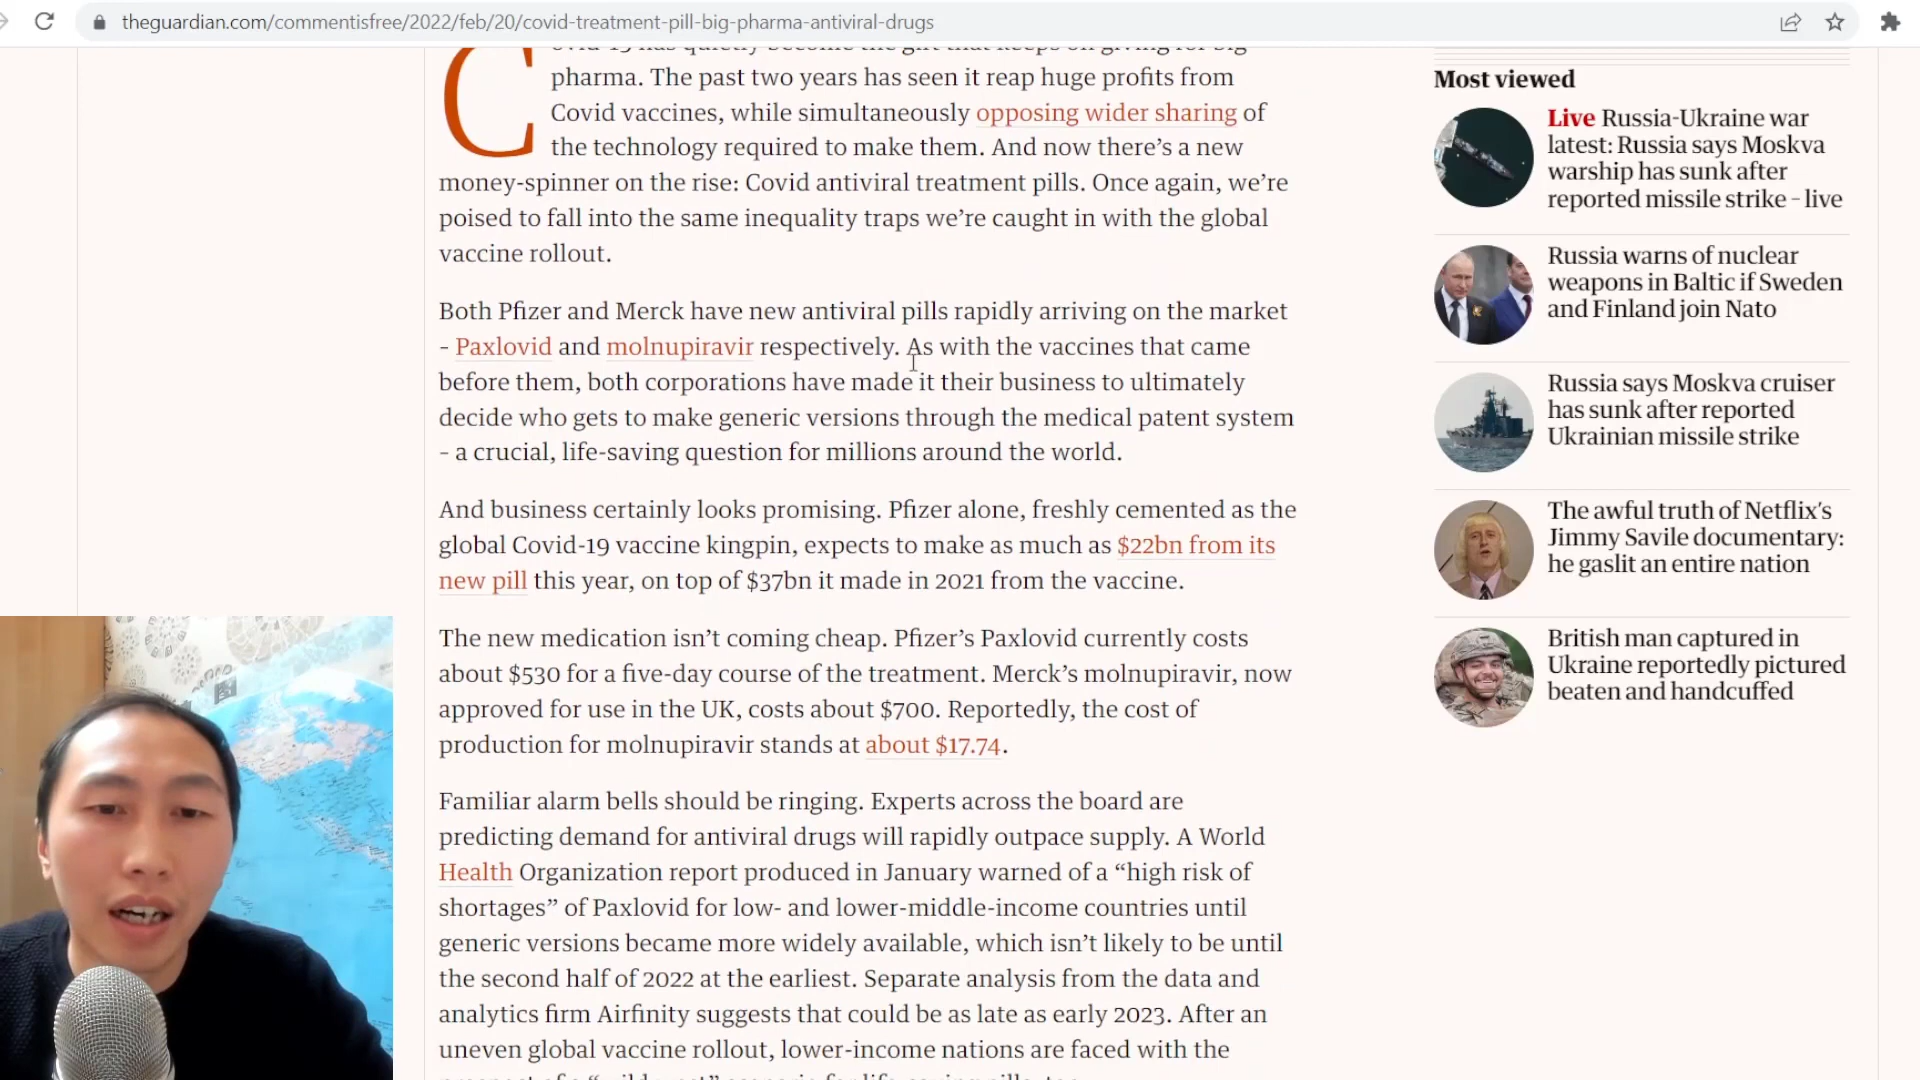 theguardian.com/commentisfree/2022/feb/20/covid-treatment-pill-big-pharma-antiviral-drugs
Covid-19 has quietly become the gift that keeps on giving for big
pharma. The past two years has seen it reap huge profits from
Covid vaccines, while simultaneously opposing wider sharing of
the technology required to make them. And now there's a new
money-spinner on the rise: Covid antiviral treatment pills. Once again, we're
poised to fall into the same inequality traps we're caught in with the global
vaccine rollout.
Both Pfizer and Merck have new antiviral pills rapidly arriving on the market
– Paxlovid and molnupiravir respectively. As with the vaccines that came
before them, both corporations have made it their business to ultimately
decide who gets to make generic versions through the medical patent system
– a crucial, life-saving question for millions around the world.
And business certainly looks promising. Pfizer alone, freshly cemented as the
global Covid-19 vaccine kingpin, expects to make as much as $22bn from its
new pill this year, on top of $37bn it made in 2021 from the vaccine.
The new medication isn't coming cheap. Pfizer's Paxlovid currently costs
about $530 for a five-day course of the treatment. Merck's molnupiravir, now
approved for use in the UK, costs about $700. Reportedly, the cost of
production for molnupiravir stands at about $17.74.
Familiar alarm bells should be ringing. Experts across the board are
predicting demand for antiviral drugs will rapidly outpace supply. A World
Health Organization report produced in January warned of a “high risk of
shortages” of Paxlovid for low- and lower-middle-income countries until
generic versions became more widely available, which isn't likely to be until
the second half of 2022 at the earliest. Separate analysis from the data and
analytics firm Airfinity suggests that could be as late as early 2023. After an
uneven global vaccine rollout, lower-income nations are faced with the
Most viewed
Live Russia-Ukraine war
latest: Russia says Moskva
warship has sunk after
reported missile strike – live
Russia warns of nuclear
weapons in Baltic if Sweden
and Finland join Nato
Russia says Moskva cruiser
has sunk after reported
Ukrainian missile strike
The awful truth of Netflix's
Jimmy Savile documentary:
he gaslit an entire nation
British man captured in
Ukraine reportedly pictured
beaten and handcuffed